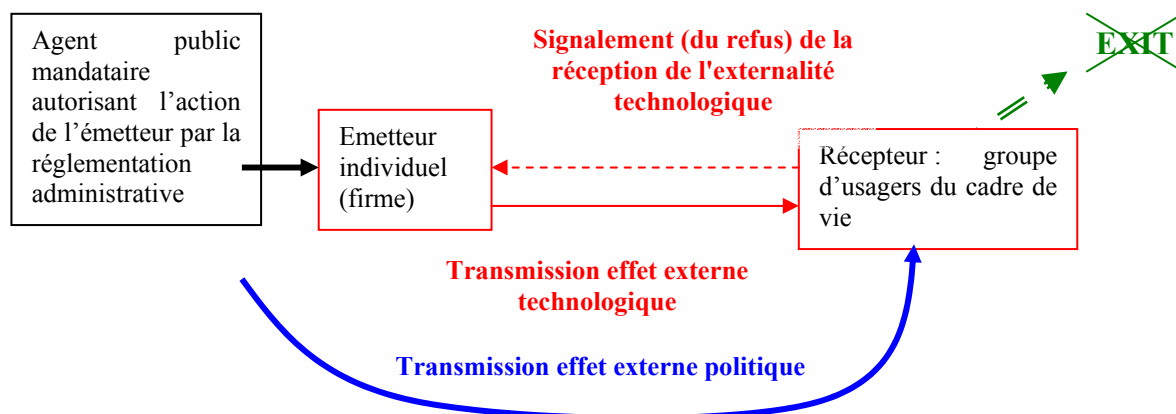 Agent public
mandataire
autorisant l'action
de l'émetteur par la
réglementation
administrative
Emetteur
individuel
(firme)
Signalement (du refus) de la
réception de l'externalité
technologique
EXIT
Récepteur : groupe
d'usagers du cadre de
vie
Transmission effet externe
technologique
Transmission effet externe politique